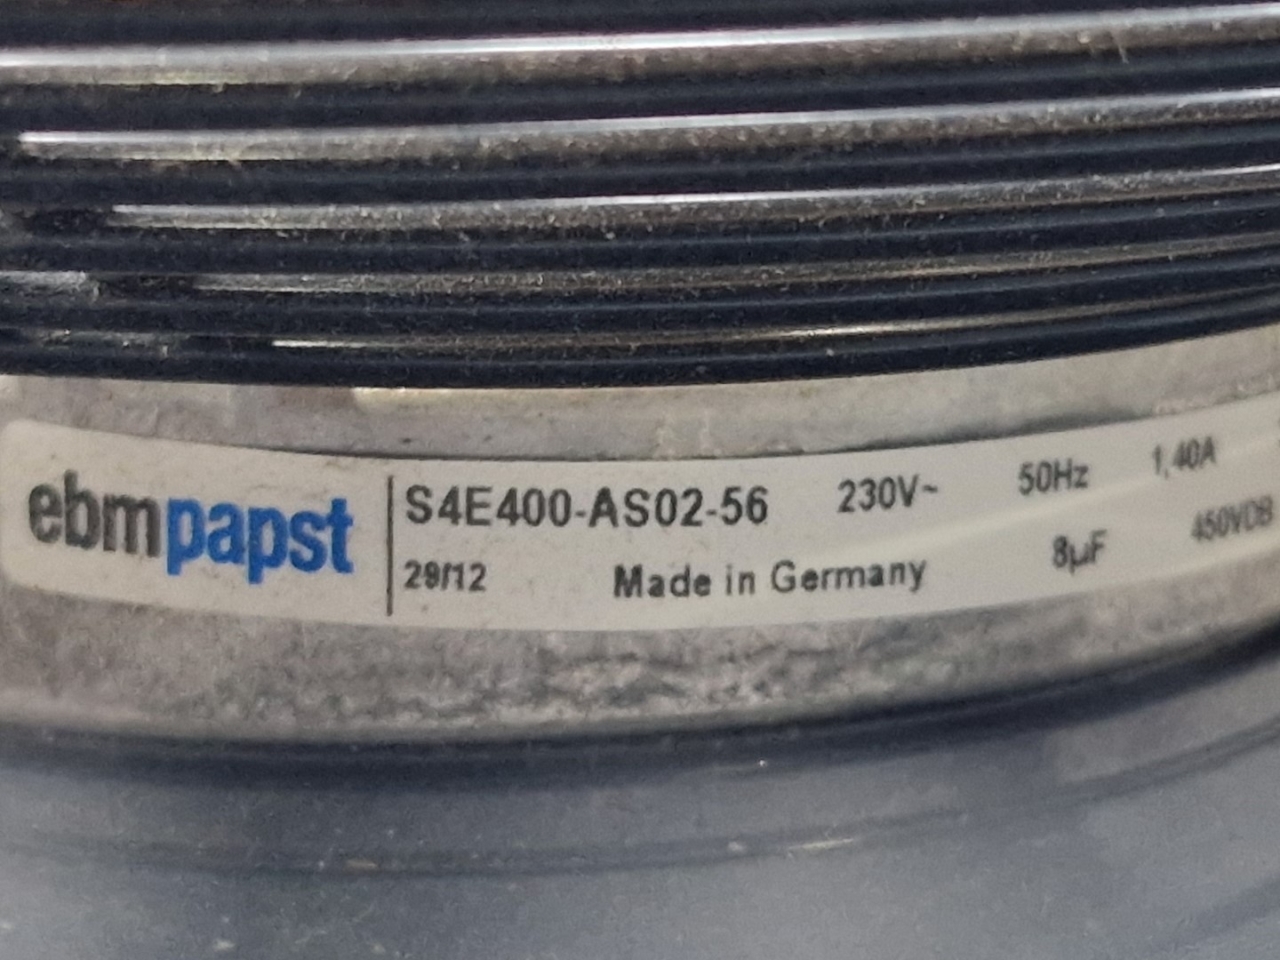 ebmpapst
S4E400-AS02-56 230V~ 50Hz 1,40A
29/12 Made in Germany 8µF 450VDB